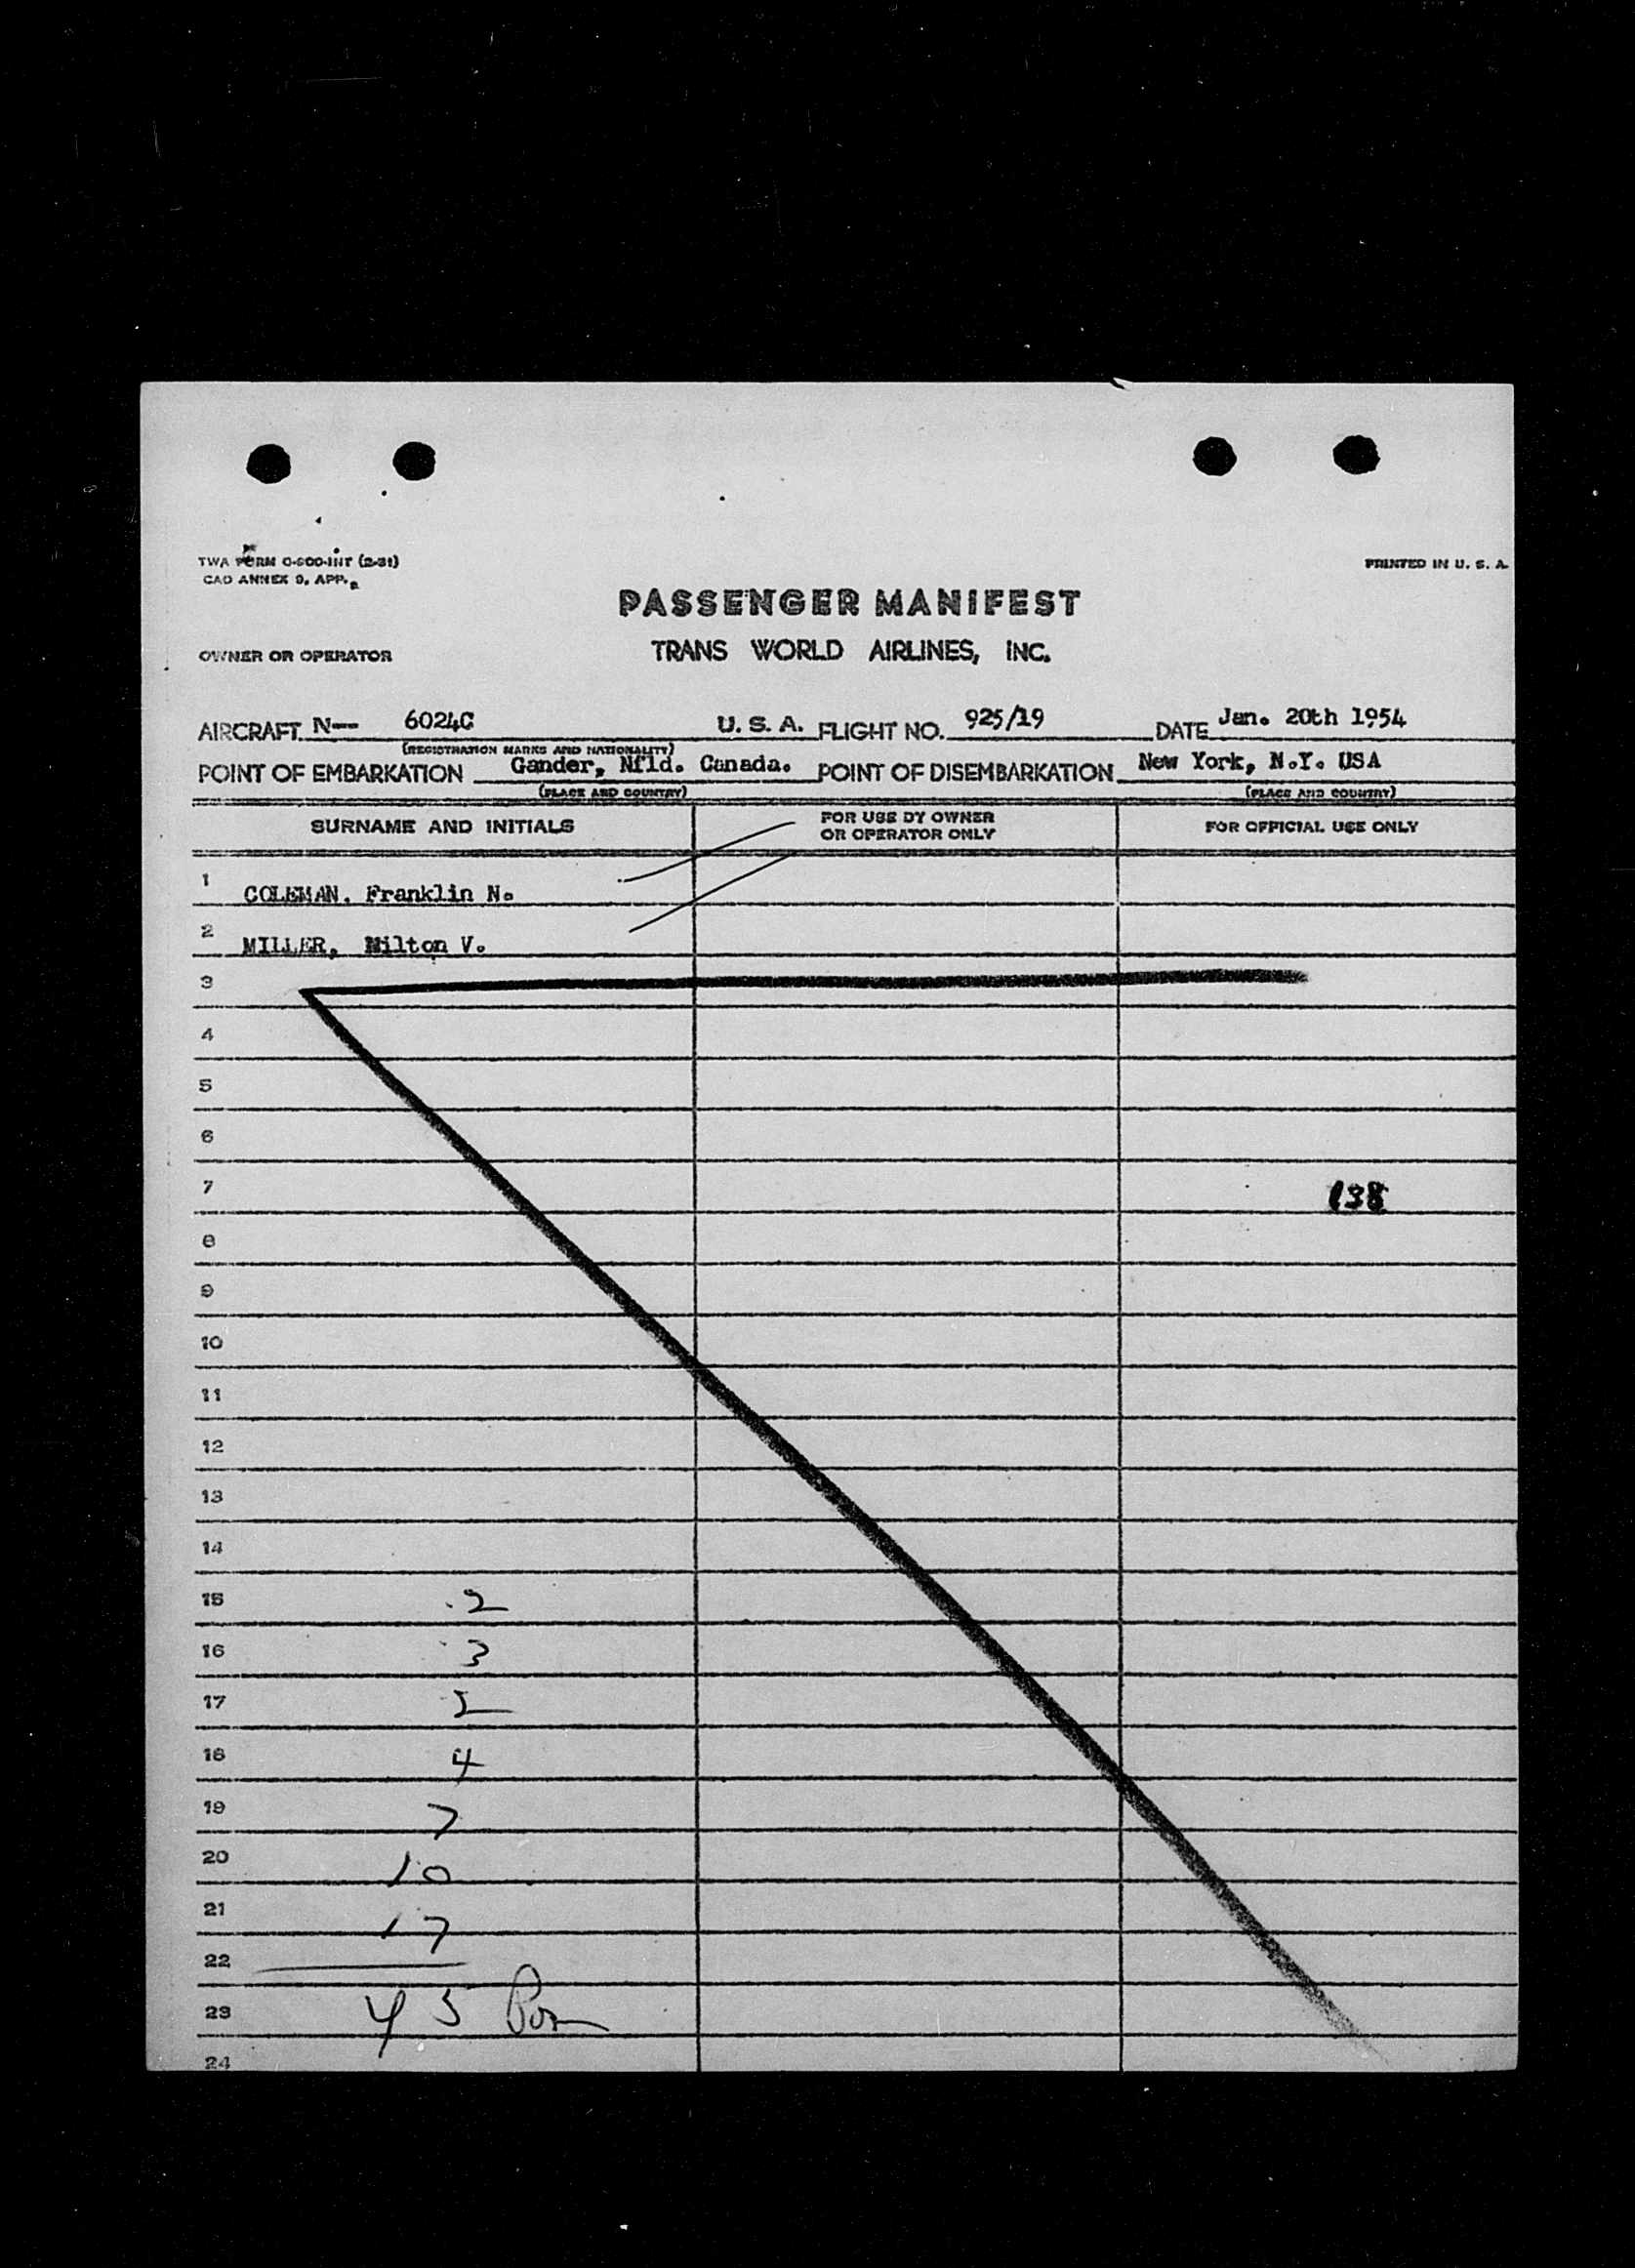 TWA FORM O-600-INT (2-51)
CAO ANNEX 9, APP.
PRINTED IN U. S. A.
PASSENGER MANIFEST
OWNER OR OPERATOR TRANS WORLD AIRLINES, INC.
AIRCRAFT N— 6024C U. S. A. FLIGHT NO. 925/19 DATE Jan. 20th 1954
(REGISTRATION MARKS AND NATIONALITY)
POINT OF EMBARKATION Gander, Nfld. Canada. POINT OF DISEMBARKATION New York, N.Y. USA
(PLACE AND COUNTRY) (PLACE AND COUNTRY)
SURNAME AND INITIALS FOR USE BY OWNER OR OPERATOR ONLY FOR OFFICIAL USE ONLY
1 COLEMAN, Franklin N.
2 MILLER, Milton V.
3
4
5
6
7 138
8
9
10
11
12
13
14
15 2
16 3
17 2
18 4
19 7
20 10
21 17
22
23 45
24